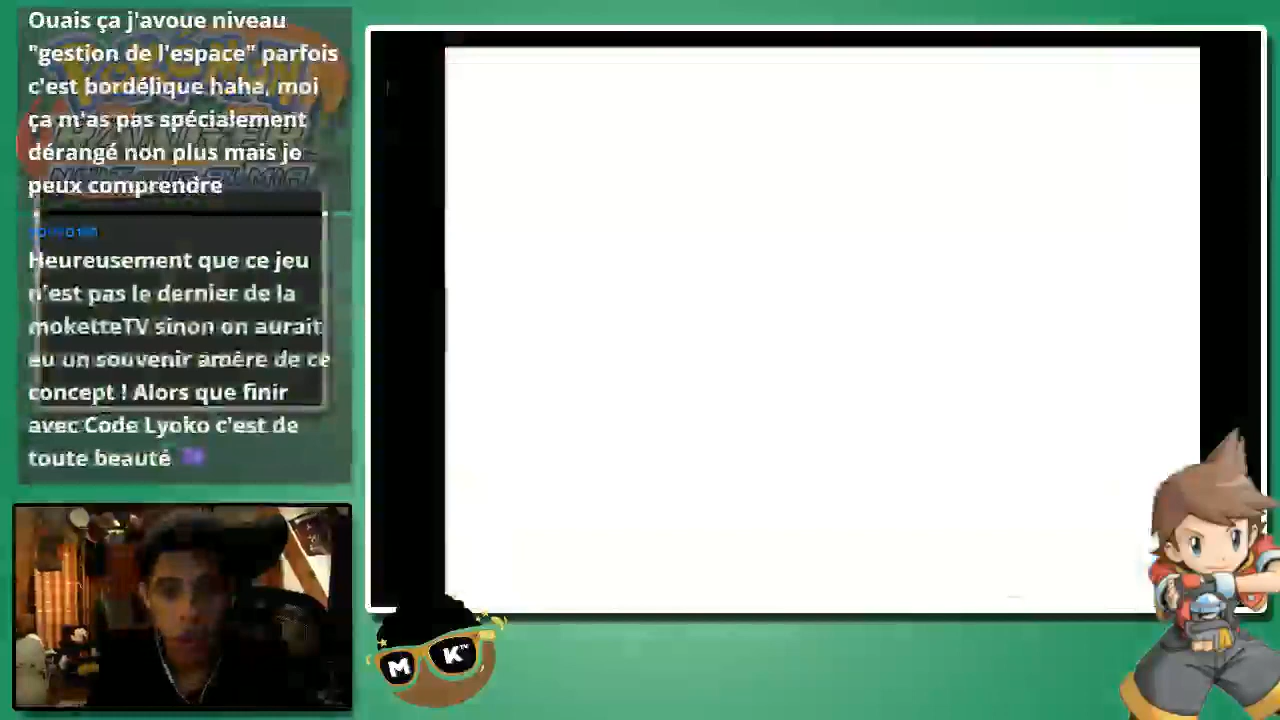 Ouais ça j'avoue niveau
"gestion de l'espace" parfois
c'est bordélique haha, moi
ça m'as pas spécialement
dérangé non plus mais je
peux comprendre
Heureusement que ce jeu
n'est pas le dernier de la
moketteTV sinon on aurait
eu un souvenir amère de ce
concept ! Alors que finir
avec Code Lyoko c'est de
toute beauté
M K TV